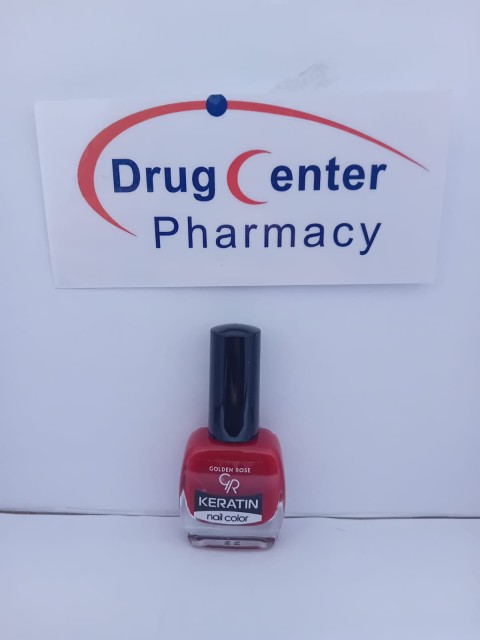 Drug Center
Pharmacy
GOLDEN ROSE
GR
KERATIN
nail color